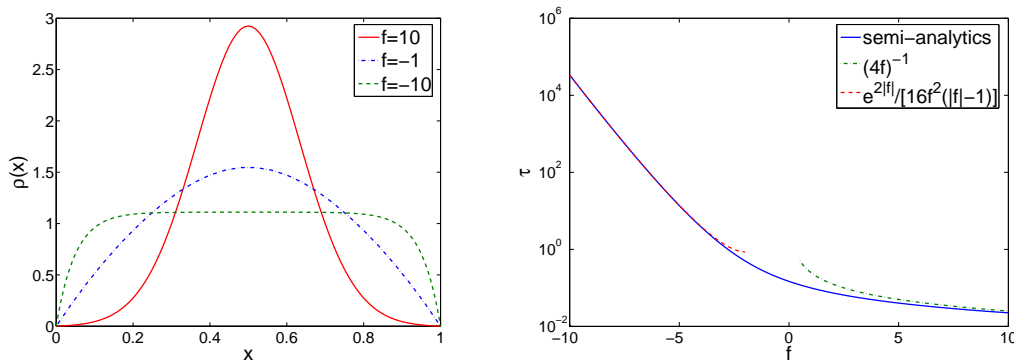 3
2.5
2
1.5
1
0.5
0
ρ(x)
0 0.2 0.4 0.6 0.8 1
x
f=10
f=−1
f=−10
10^6
10^4
10^2
10^0
10^−2
τ
−10 −5 0 5 10
f
semi−analytics
(4f)^−1
e^2|f|/[16f^2(|f|−1)]